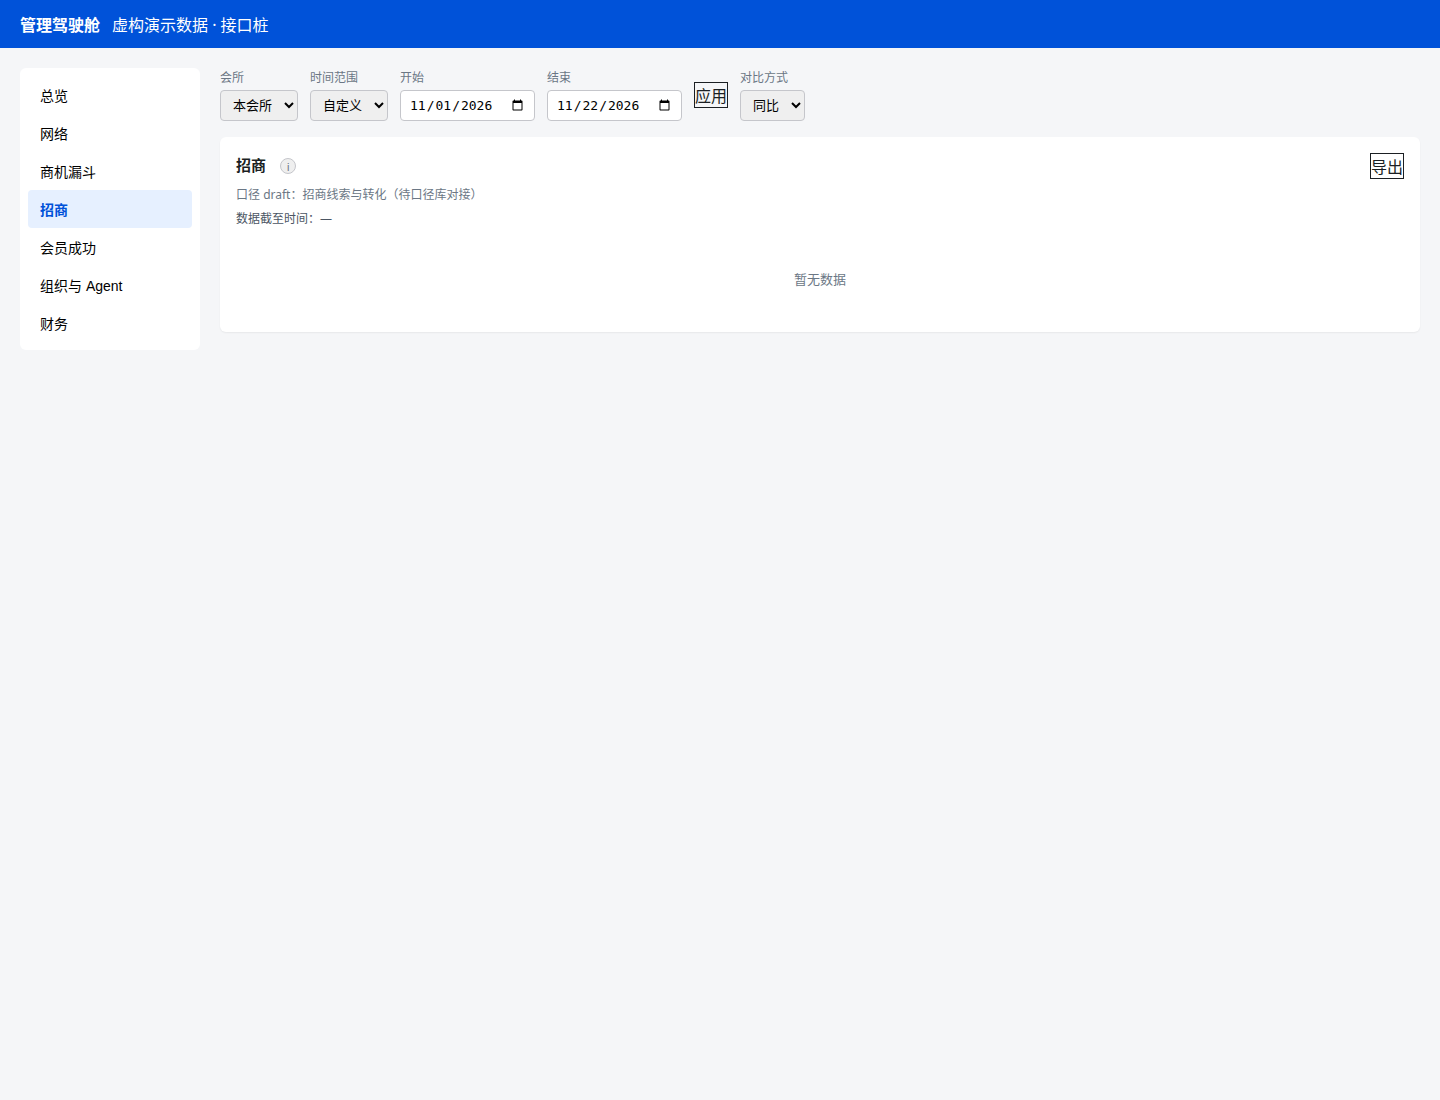 管理驾驶舱 虚构演示数据 · 接口桩
总览
网络
商机漏斗
招商
会员成功
组织与 Agent
财务
会所 时间范围 开始 结束 对比方式
本会所 自定义 11/01/2026 11/22/2026 应用 同比
招商 i 导出
口径 draft：招商线索与转化（待口径库对接）
数据截至时间：—
暂无数据